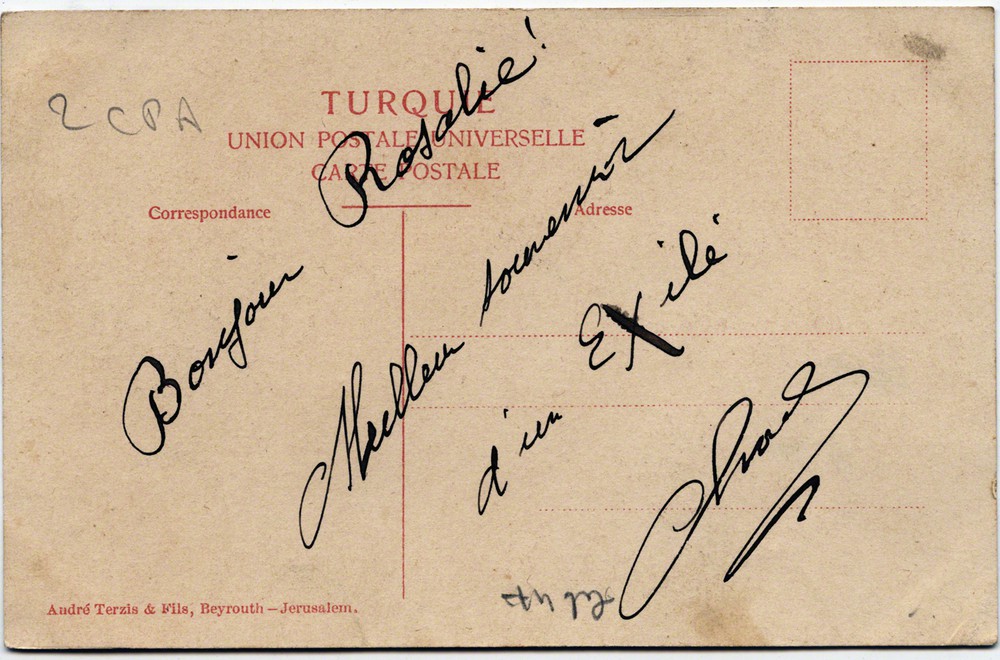 2 CPA
TURQUIE
UNION POSTALE UNIVERSELLE
CARTE POSTALE
Correspondance
Adresse
Bonjour Rosalie!
Meilleur souvenir
d'un Exilé
André Terzis & Fils, Beyrouth – Jerusalem.